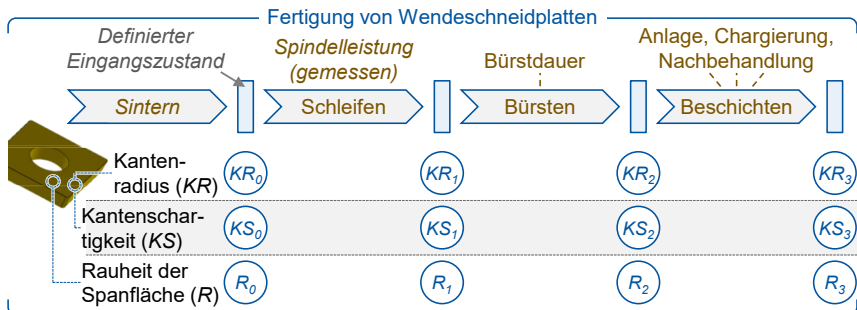 Fertigung von Wendeschneidplatten
Definierter
Eingangszustand
Spindelleistung
(gemessen)
Bürstdauer
Anlage, Chargierung,
Nachbehandlung
Sintern
Schleifen
Bürsten
Beschichten
Kanten-
radius (KR)
KR0
KR1
KR2
KR3
Kantenschar-
tigkeit (KS)
KS0
KS1
KS2
KS3
Rauheit der
Spanfläche (R)
R0
R1
R2
R3